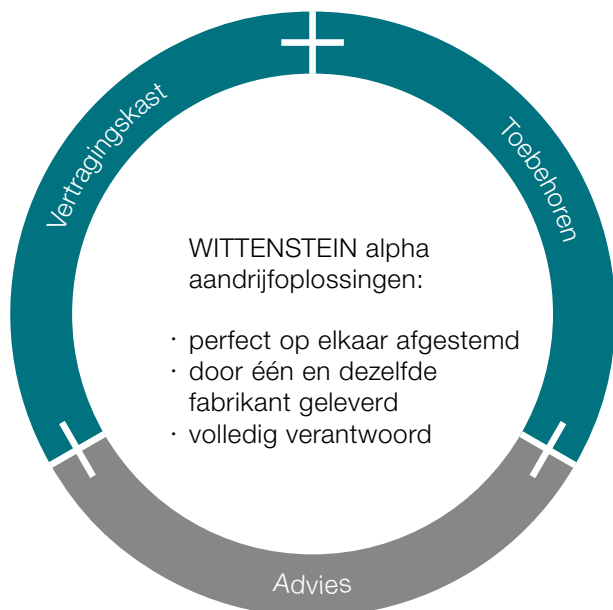 Vertragingskast
Toebehoren
WITTENSTEIN alpha
aandrijfoplossingen:
· perfect op elkaar afgestemd
· door één en dezelfde
fabrikant geleverd
· volledig verantwoord
Advies